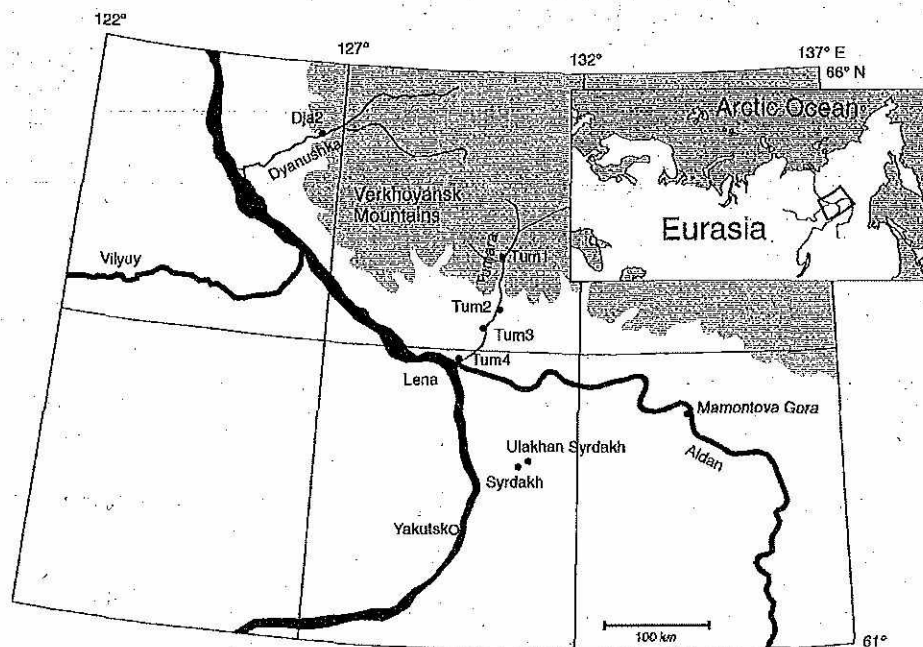 122°
127°
132°
137° E
66° N
Arctic Ocean
Dja2
Dyanushka
Verkhoyansk
Mountains
Eurasia
Vilyuy
Tumara
Tum1
Tum2
Tum3
Tum4
Lena
Mamontova Gora
Ulakhan Syrdakh
Aldan
Syrdakh
Yakutsk
100 km
61°